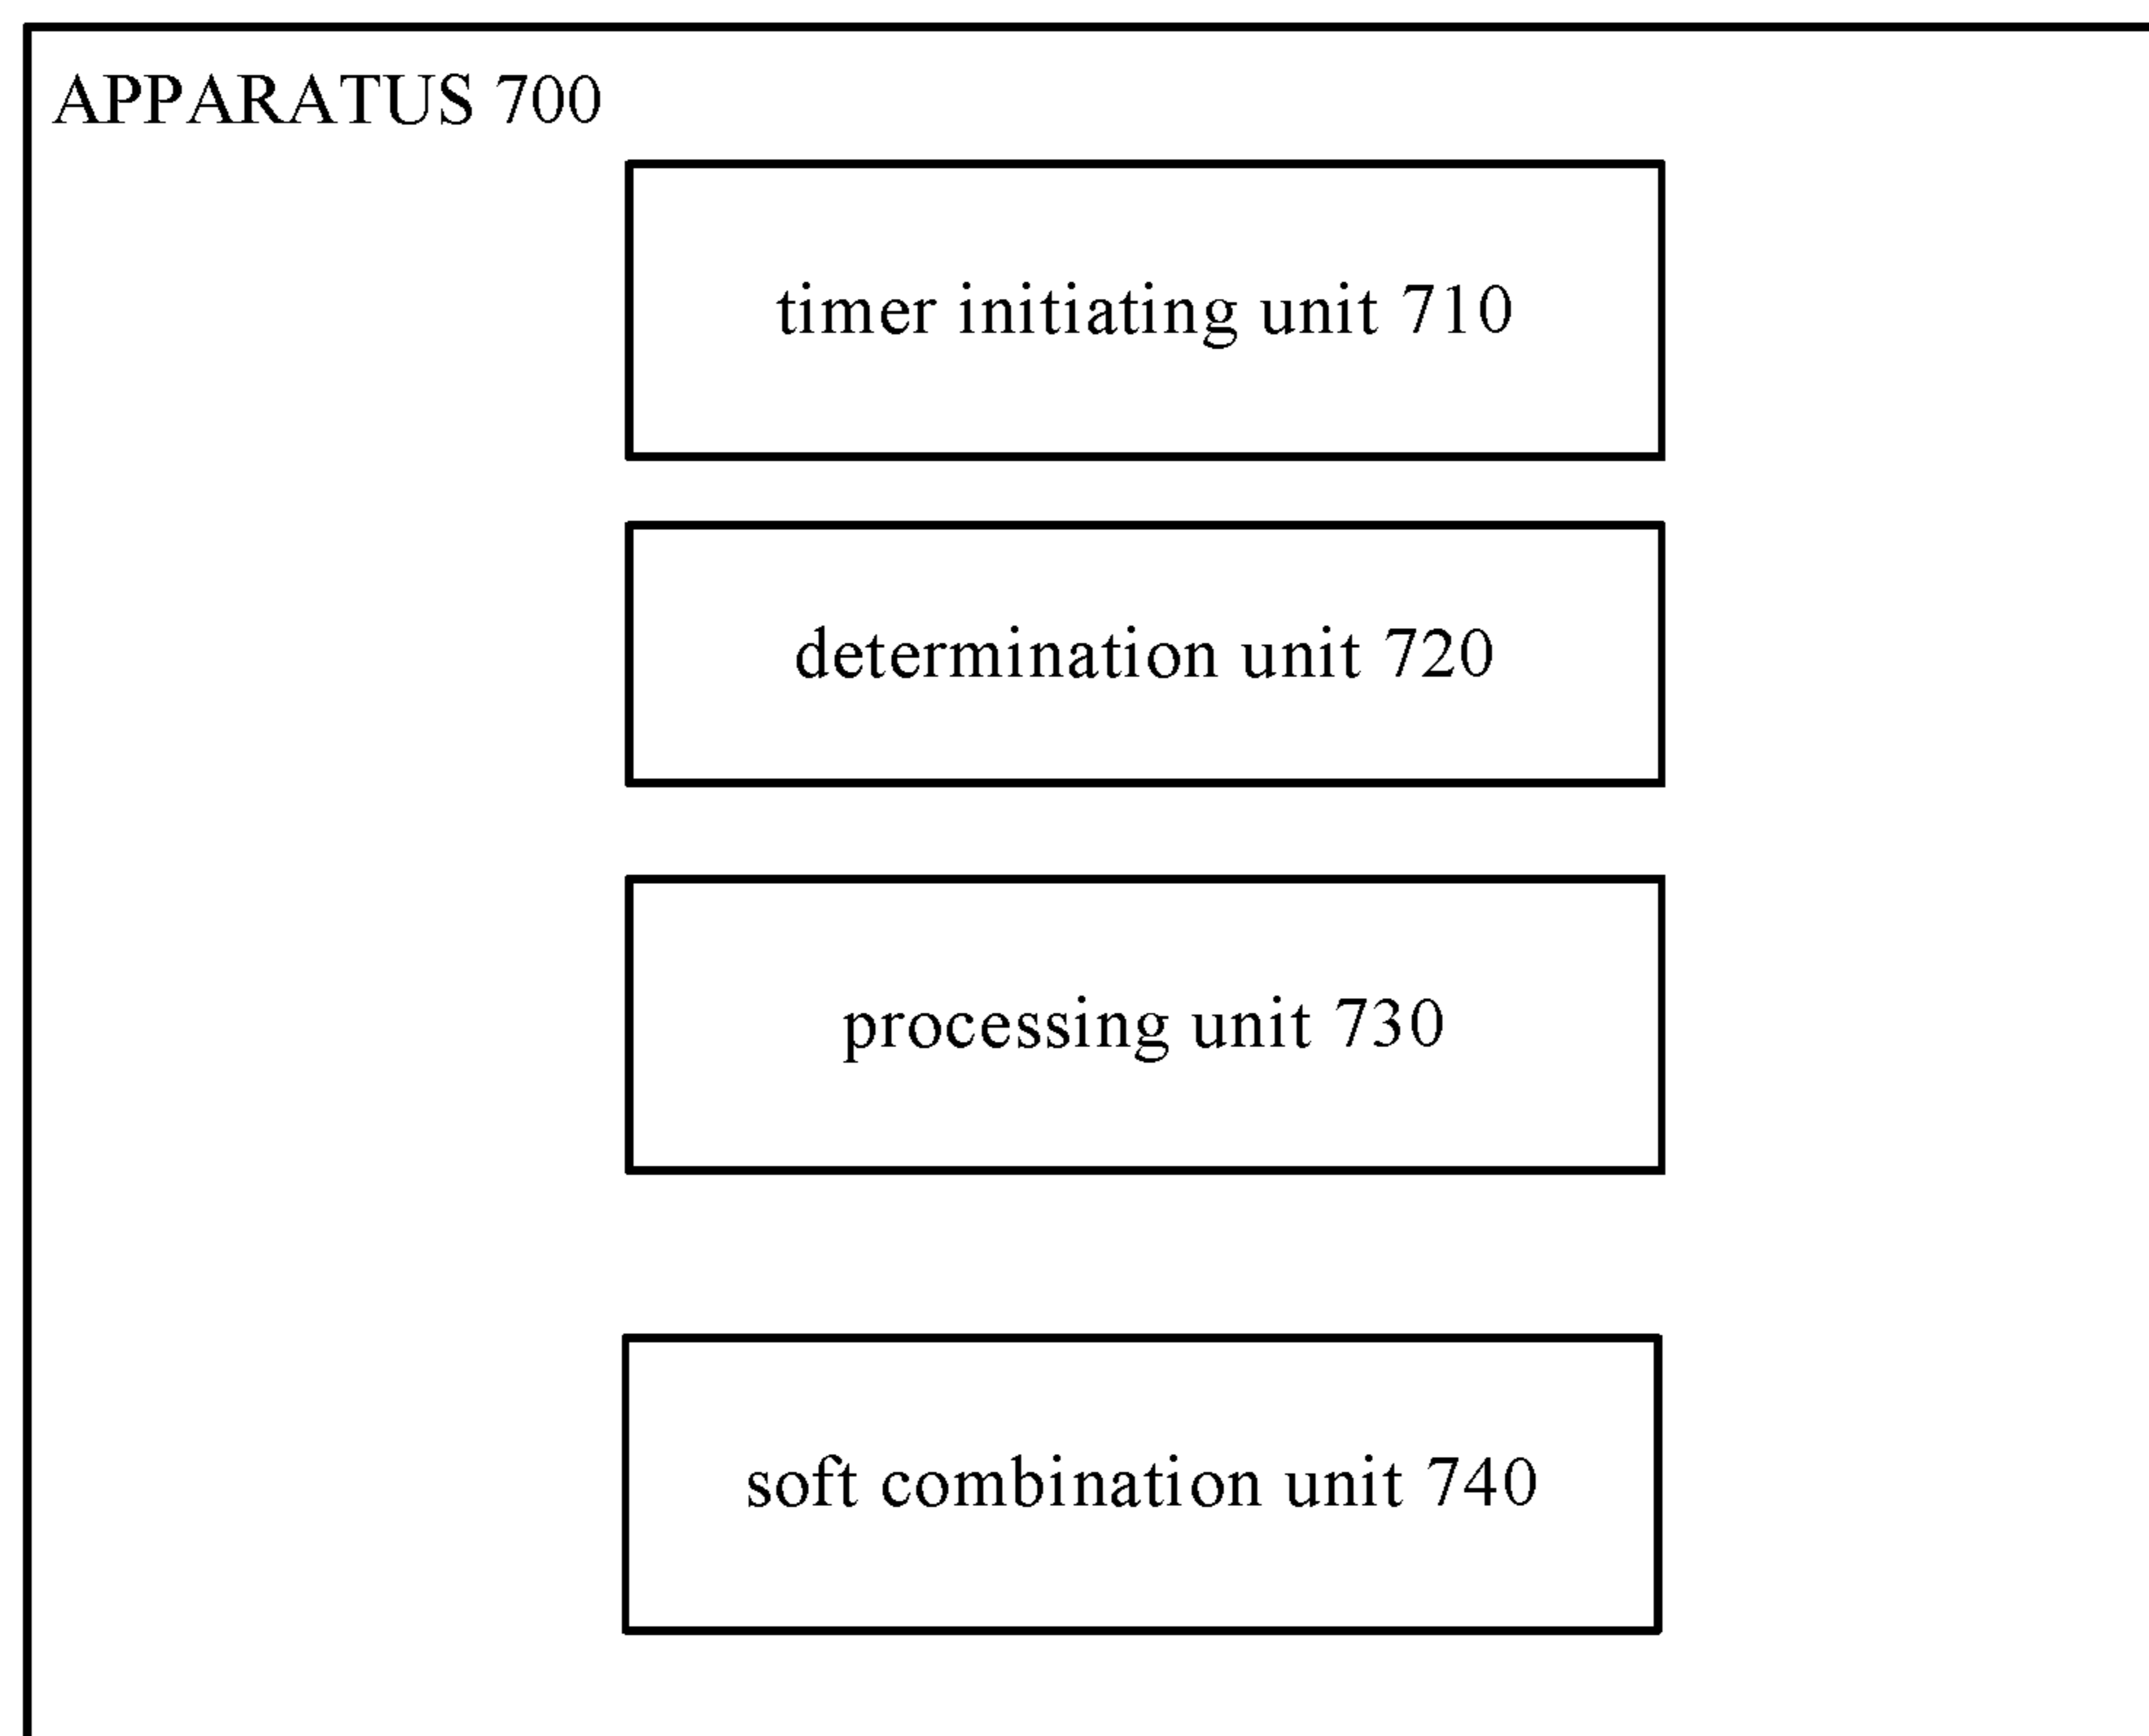 APPARATUS 700
timer initiating unit 710
determination unit 720
processing unit 730
soft combination unit 740